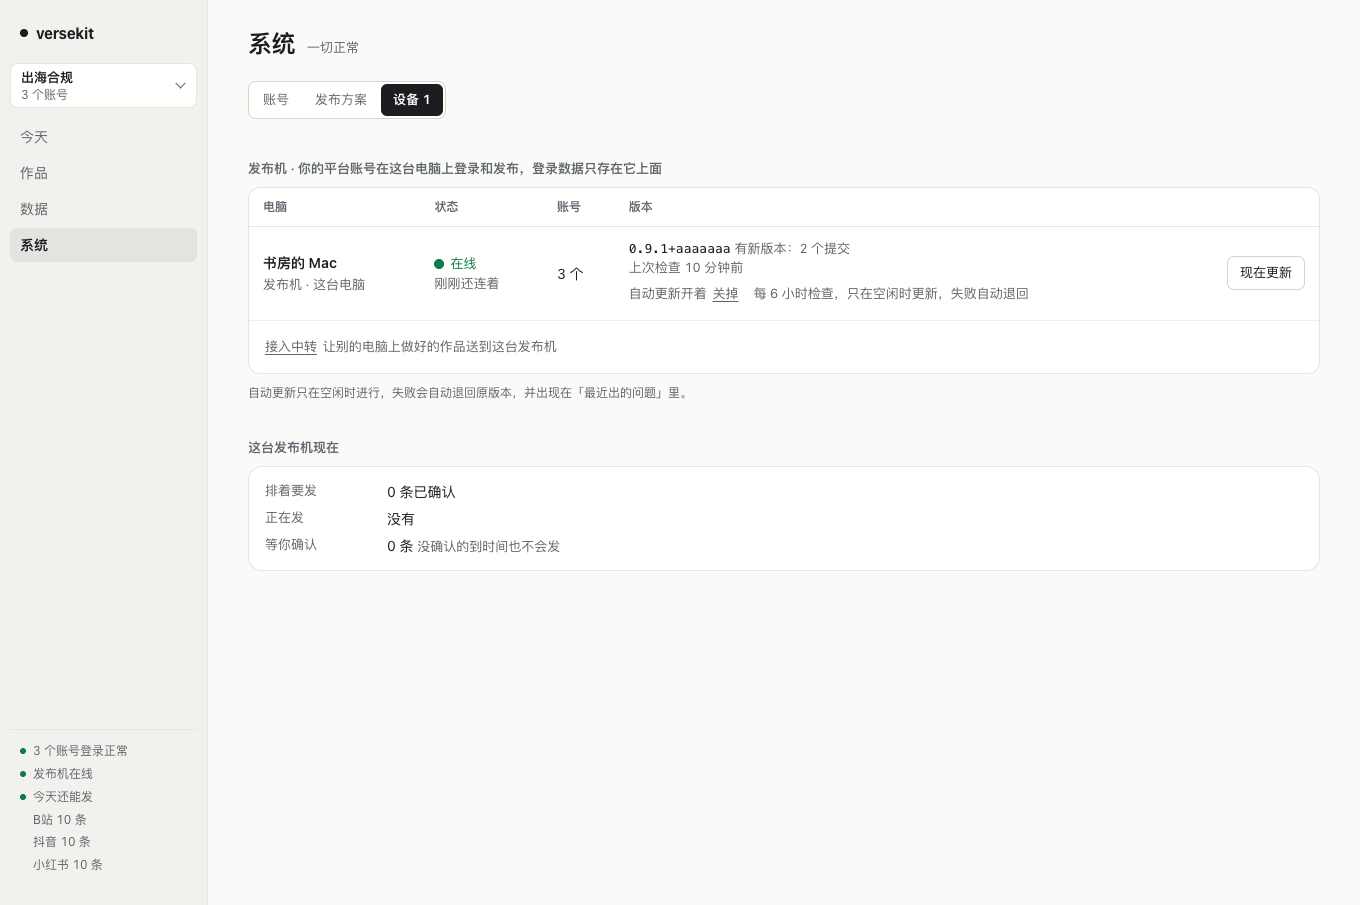 versekit
出海合规
3 个账号
今天
作品
数据
系统
3 个账号登录正常
发布机在线
今天还能发
B站 10 条
抖音 10 条
小红书 10 条
系统 一切正常
账号 发布方案 设备 1
发布机 · 你的平台账号在这台电脑上登录和发布，登录数据只存在它上面
电脑 状态 账号 版本
书房的 Mac
发布机 · 这台电脑
在线
刚刚还连着
3 个
0.9.1+aaaaaaa 有新版本：2 个提交
上次检查 10 分钟前
自动更新开着 关掉 每 6 小时检查，只在空闲时更新，失败自动退回
现在更新
接入中转 让别的电脑上做好的作品送到这台发布机
自动更新只在空闲时进行，失败会自动退回原版本，并出现在「最近出的问题」里。
这台发布机现在
排着要发 0 条已确认
正在发 没有
等你确认 0 条 没确认的到时间也不会发